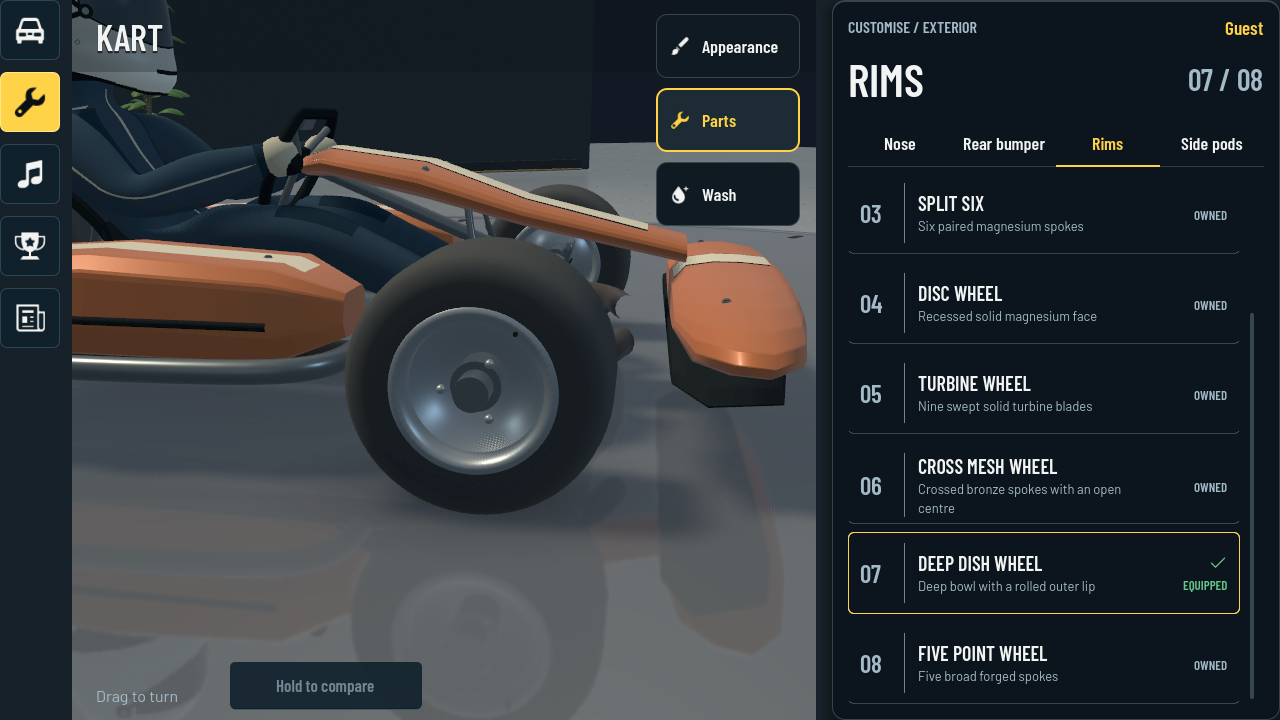 KART
Appearance
Parts
Wash
Drag to turn
Hold to compare
CUSTOMISE / EXTERIOR
Guest
RIMS
07 / 08
Nose
Rear bumper
Rims
Side pods
03
SPLIT SIX
Six paired magnesium spokes
OWNED
04
DISC WHEEL
Recessed solid magnesium face
OWNED
05
TURBINE WHEEL
Nine swept solid turbine blades
OWNED
06
CROSS MESH WHEEL
Crossed bronze spokes with an open
centre
OWNED
07
DEEP DISH WHEEL
Deep bowl with a rolled outer lip
EQUIPPED
08
FIVE POINT WHEEL
Five broad forged spokes
OWNED